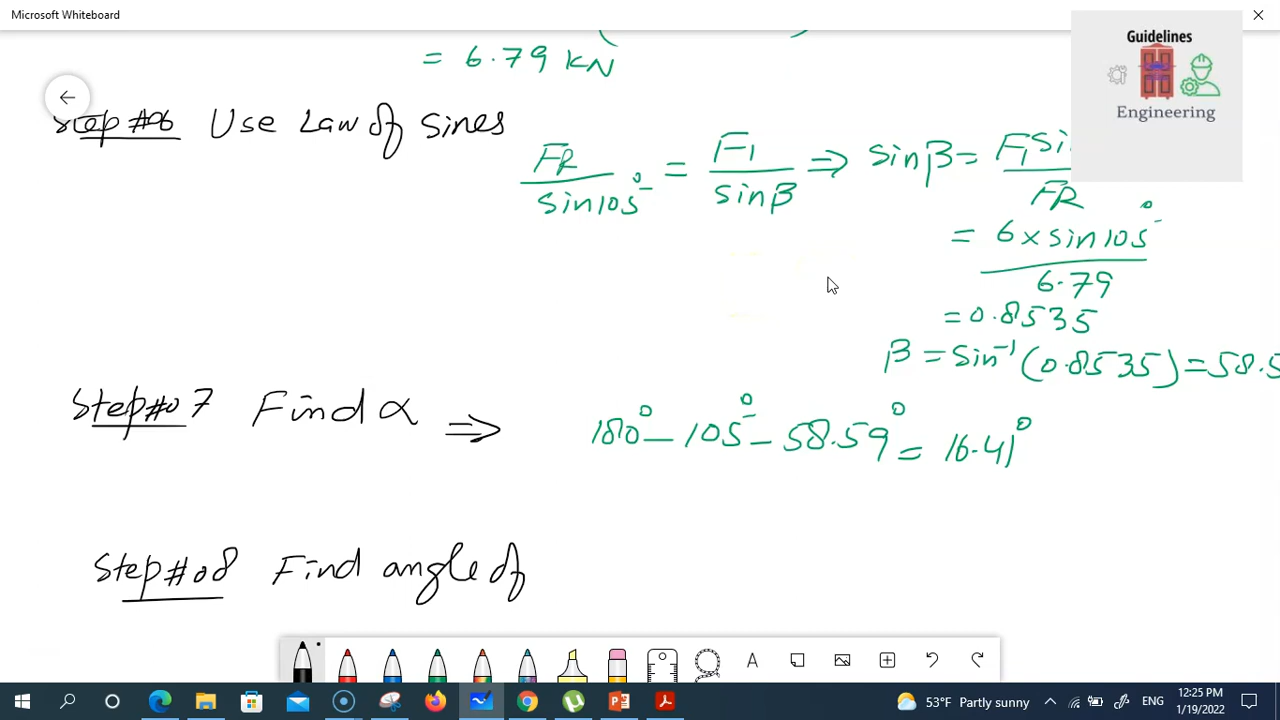 Microsoft Whiteboard
Guidelines
Engineering
= 6.79 KN
Step #06 Use Law of Sines
FR/sin105° = F1/sinβ ⇒ sinβ = F1 Si
FR
= 6 x sin105°
6.79
= 0.8535
β = sin⁻¹ (0.8535) = 58.5
Step #07 Find α ⇒ 180° - 105° - 58.59° = 16.41°
Step #08 Find angle of
A
53°F Partly sunny
ENG
12:25 PM
1/19/2022